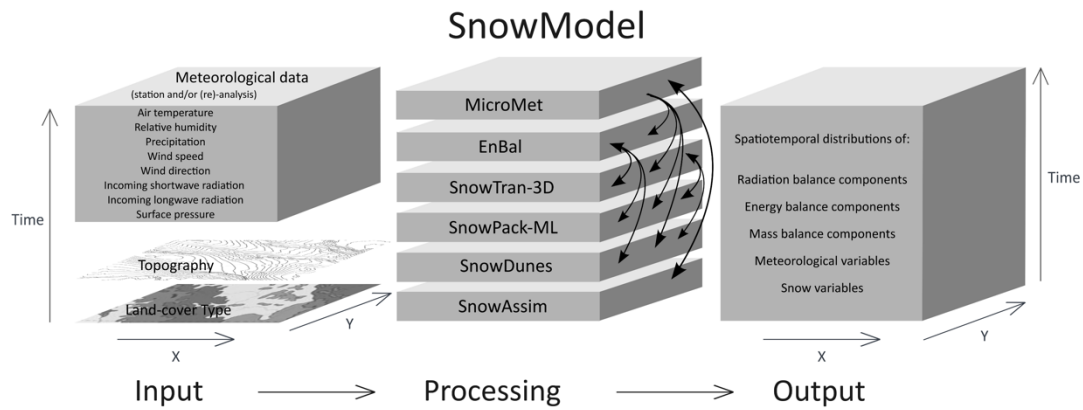 SnowModel
Meteorological data
(station and/or (re)-analysis)
Air temperature
Relative humidity
Precipitation
Wind speed
Wind direction
Incoming shortwave radiation
Incoming longwave radiation
Surface pressure
Time
Topography
Land-cover Type
X
Y
MicroMet
EnBal
SnowTran-3D
SnowPack-ML
SnowDunes
SnowAssim
Spatiotemporal distributions of:
Radiation balance components
Energy balance components
Mass balance components
Meteorological variables
Snow variables
Time
X
Y
Input
Processing
Output